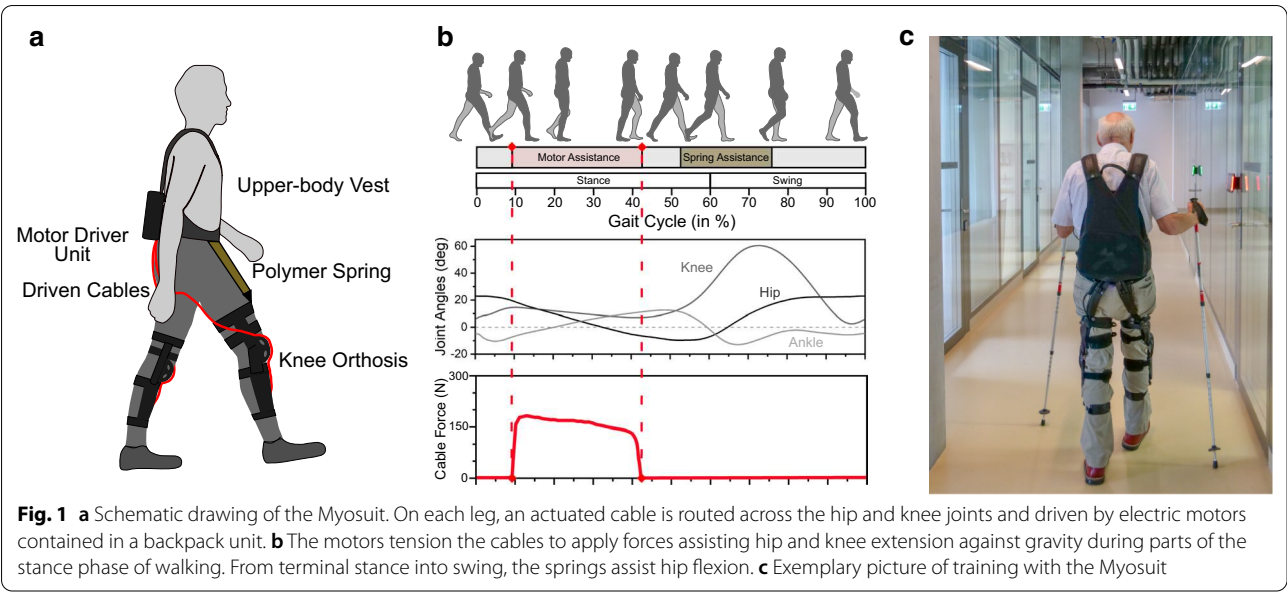 a
Upper-body Vest
Motor Driver
Unit
Polymer Spring
Driven Cables
Knee Orthosis
b
Motor Assistance
Spring Assistance
Stance
Swing
0 10 20 30 40 50 60 70 80 90 100
Gait Cycle (in %)
Joint Angles (deg)
60
40
20
0
-20
Knee
Hip
Ankle
Cable Force (N)
300
150
0
c
Fig. 1 a Schematic drawing of the Myosuit. On each leg, an actuated cable is routed across the hip and knee joints and driven by electric motors
contained in a backpack unit. b The motors tension the cables to apply forces assisting hip and knee extension against gravity during parts of the
stance phase of walking. From terminal stance into swing, the springs assist hip flexion. c Exemplary picture of training with the Myosuit